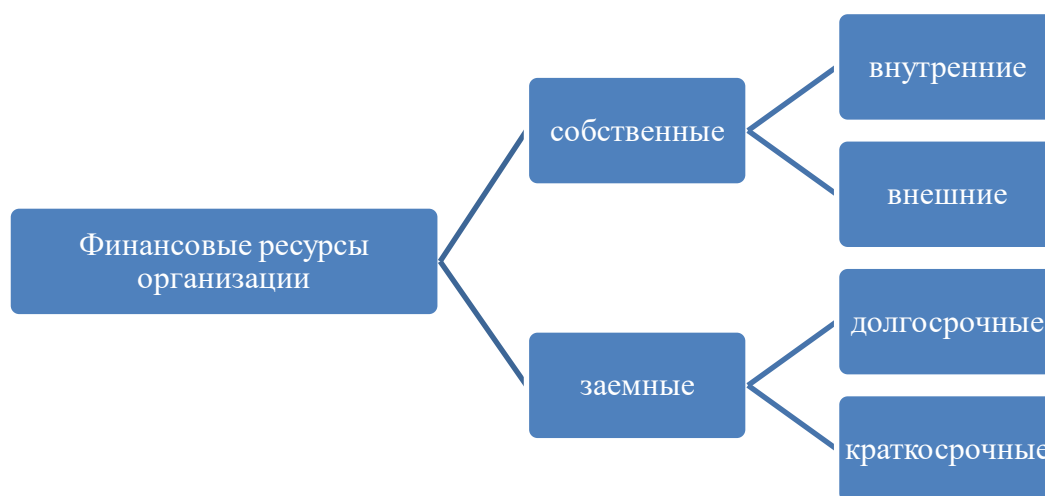 Финансовые ресурсы
организации
собственные
внутренние
внешние
заемные
долгосрочные
краткосрочные